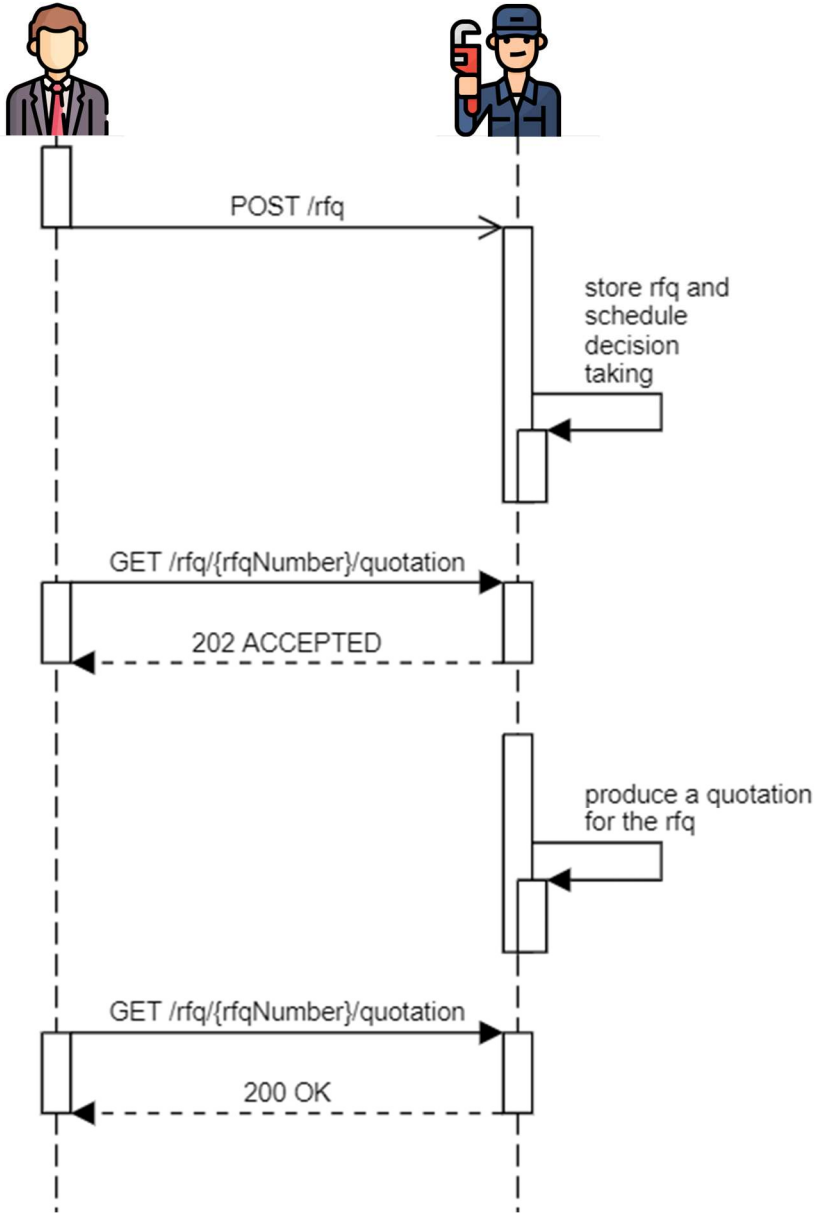 POST /rfq
store rfq and
schedule
decision
taking
GET /rfq/{rfqNumber}/quotation
202 ACCEPTED
produce a quotation
for the rfq
GET /rfq/{rfqNumber}/quotation
200 OK